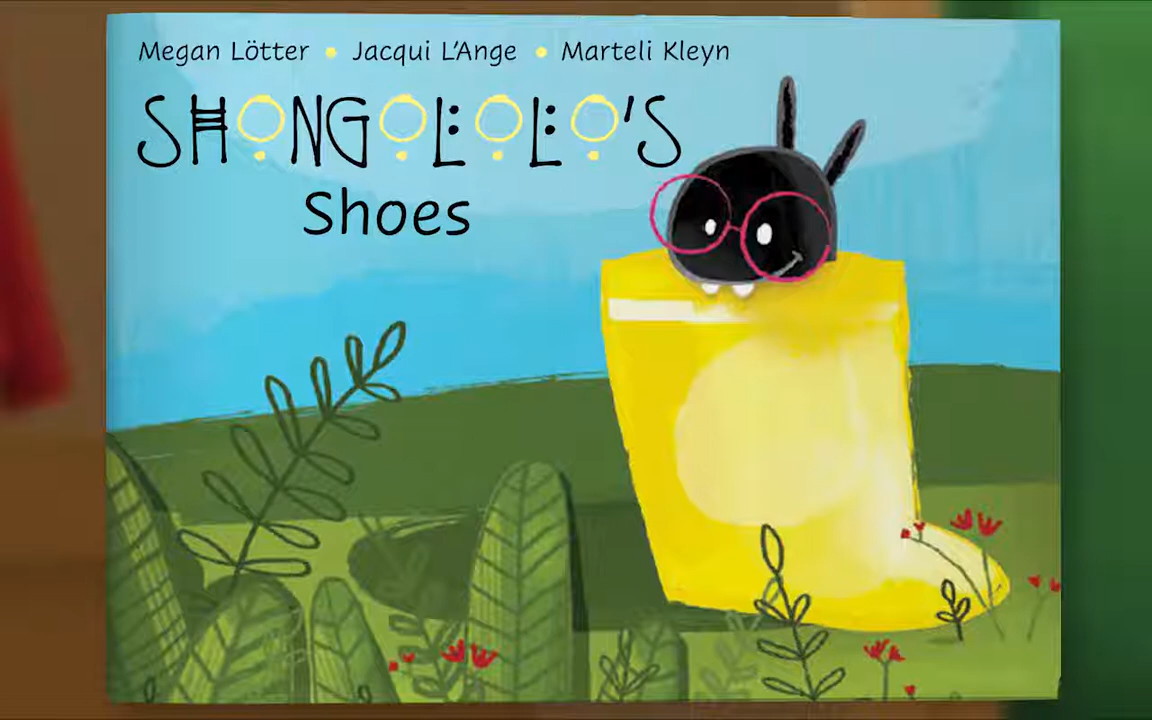 Megan Lötter • Jacqui L'Ange • Marteli Kleyn
SHONGOLOLO'S
Shoes